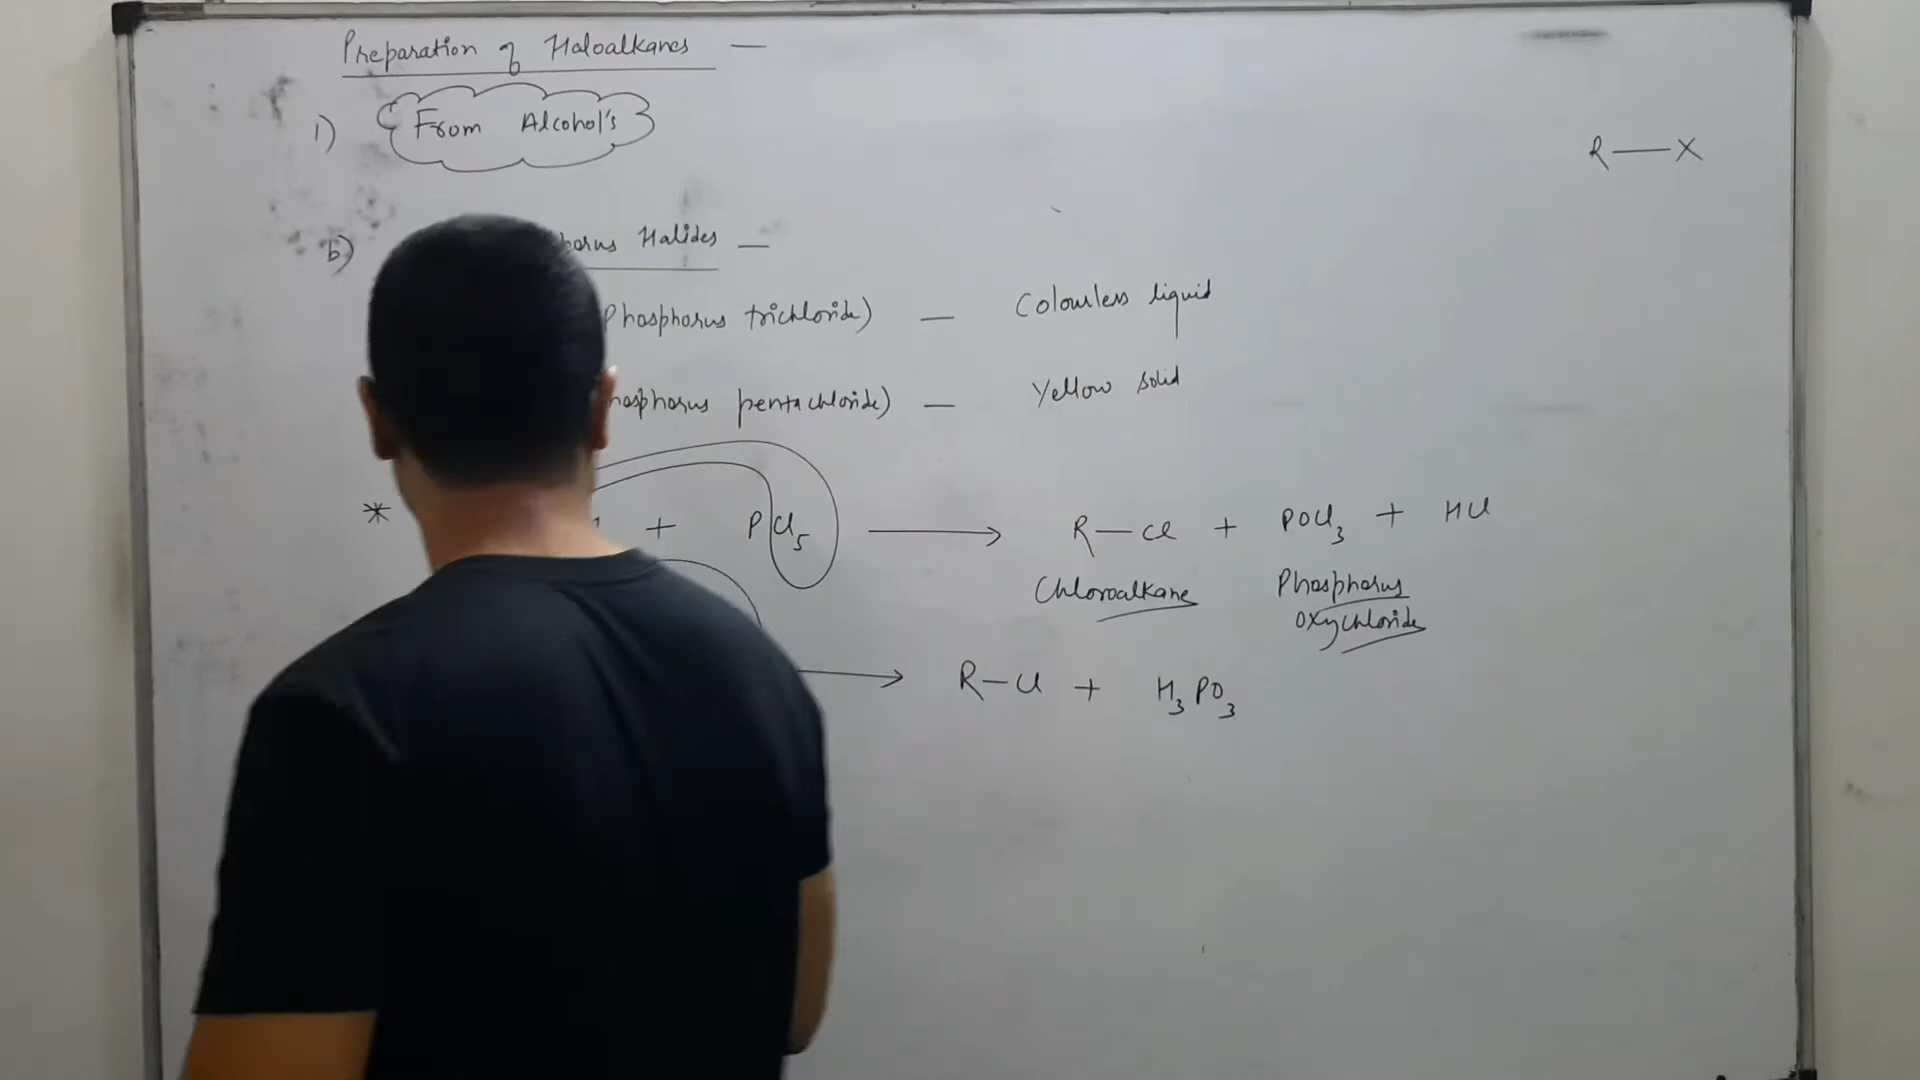 Preparation of Haloalkanes —
1) From Alcohol's
R—X
b) Halides —
Phosphorus trichloride) — Colourless liquid
pentachloride) — Yellow solid
* + PCl5 ⟶ R—Cl + POCl3 + HCl
Chloroalkane Phosphorus
oxychloride
⟶ R—Cl + H3PO3